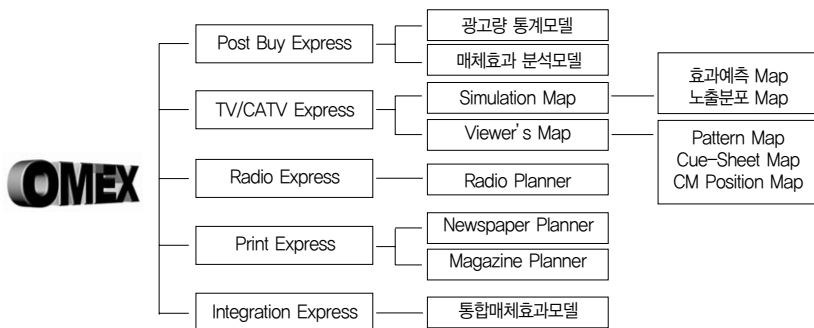 OMEX
Post Buy Express
광고량 통계모델
매체효과 분석모델
TV/CATV Express
Simulation Map
효과예측 Map
노출분포 Map
Viewer's Map
Pattern Map
Cue-Sheet Map
CM Position Map
Radio Express
Radio Planner
Print Express
Newspaper Planner
Magazine Planner
Integration Express
통합매체효과모델